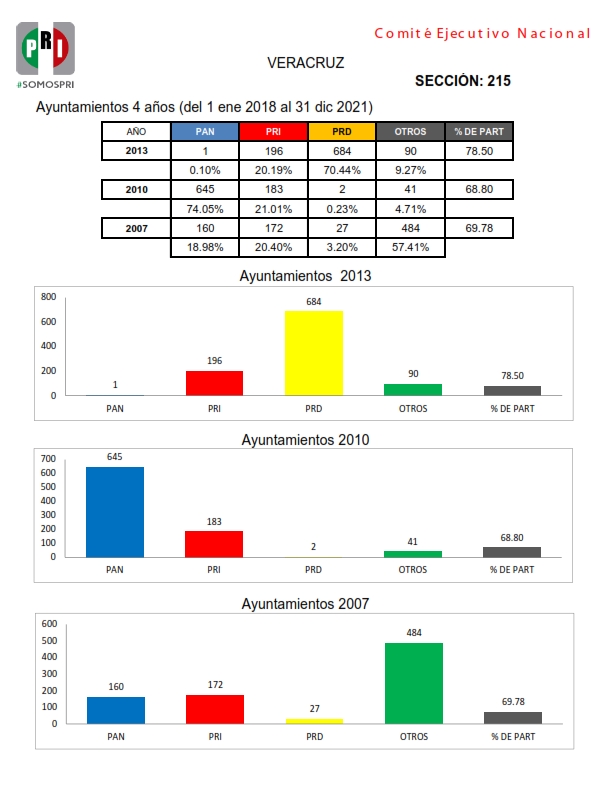 Comité Ejecutivo Nacional
PRI
#SOMOSPRI
VERACRUZ
SECCIÓN: 215
Ayuntamientos 4 años (del 1 ene 2018 al 31 dic 2021)
AÑO PAN PRI PRD OTROS % DE PART
2013 1 196 684 90 78.50
0.10% 20.19% 70.44% 9.27%
2010 645 183 2 41 68.80
74.05% 21.01% 0.23% 4.71%
2007 160 172 27 484 69.78
18.98% 20.40% 3.20% 57.41%
Ayuntamientos 2013
800
600
400
200
0
1 196 684 90 78.50
PAN PRI PRD OTROS % DE PART
Ayuntamientos 2010
700
600
500
400
300
200
100
0
645 183 2 41 68.80
PAN PRI PRD OTROS % DE PART
Ayuntamientos 2007
600
500
400
300
200
100
0
160 172 27 484 69.78
PAN PRI PRD OTROS % DE PART